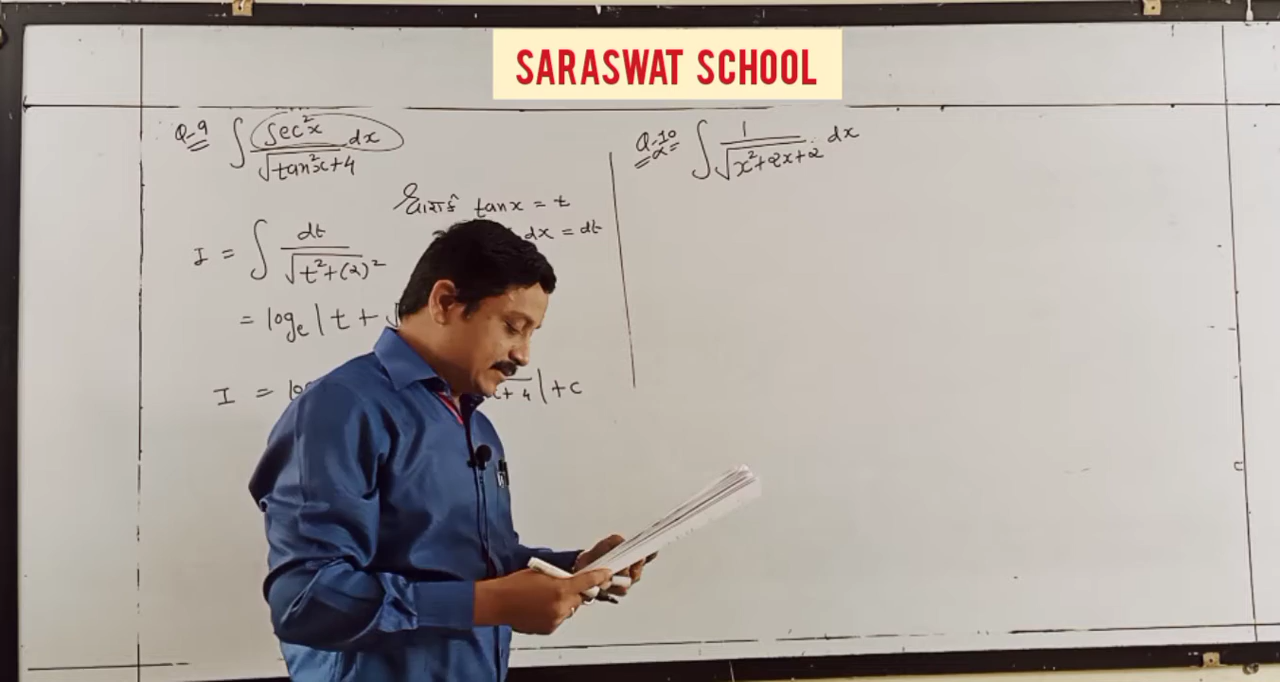 SARASWAT SCHOOL
Q-9 ∫ sec²x dx / √tan²x+4
tanx = t
dx = dt
I = ∫ dt / √t²+(2)²
= logₑ|t +
I = + 4|+c
Q-10 ∫ 1 / √x²+2x+2 dx